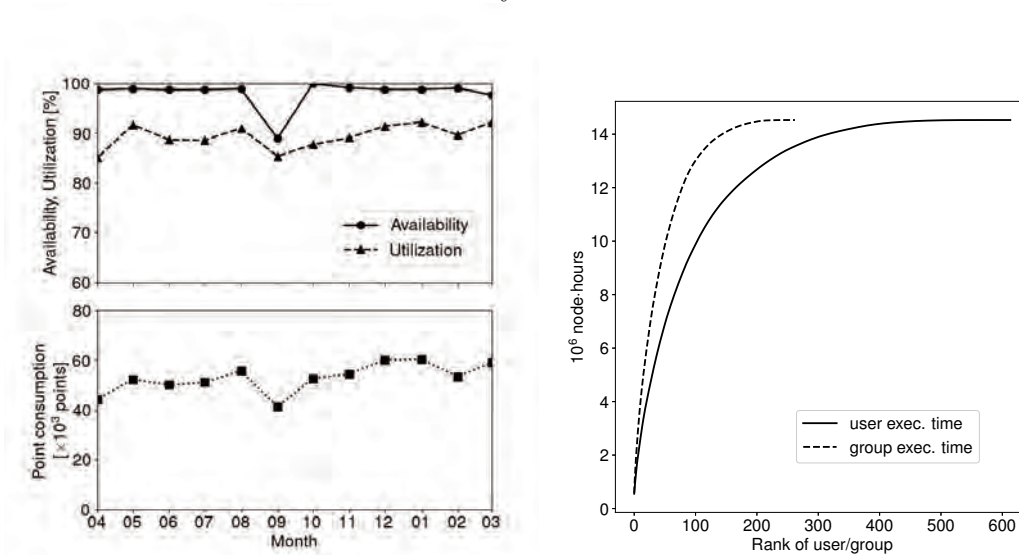 Availability, Utilization [%]
100
90
80
70
60
Availability
Utilization
Point consumption
[×10³ points]
80
60
40
20
0
04 05 06 07 08 09 10 11 12 01 02 03
Month
10⁶ node·hours
14
12
10
8
6
4
2
0
user exec. time
group exec. time
0 100 200 300 400 500 600
Rank of user/group